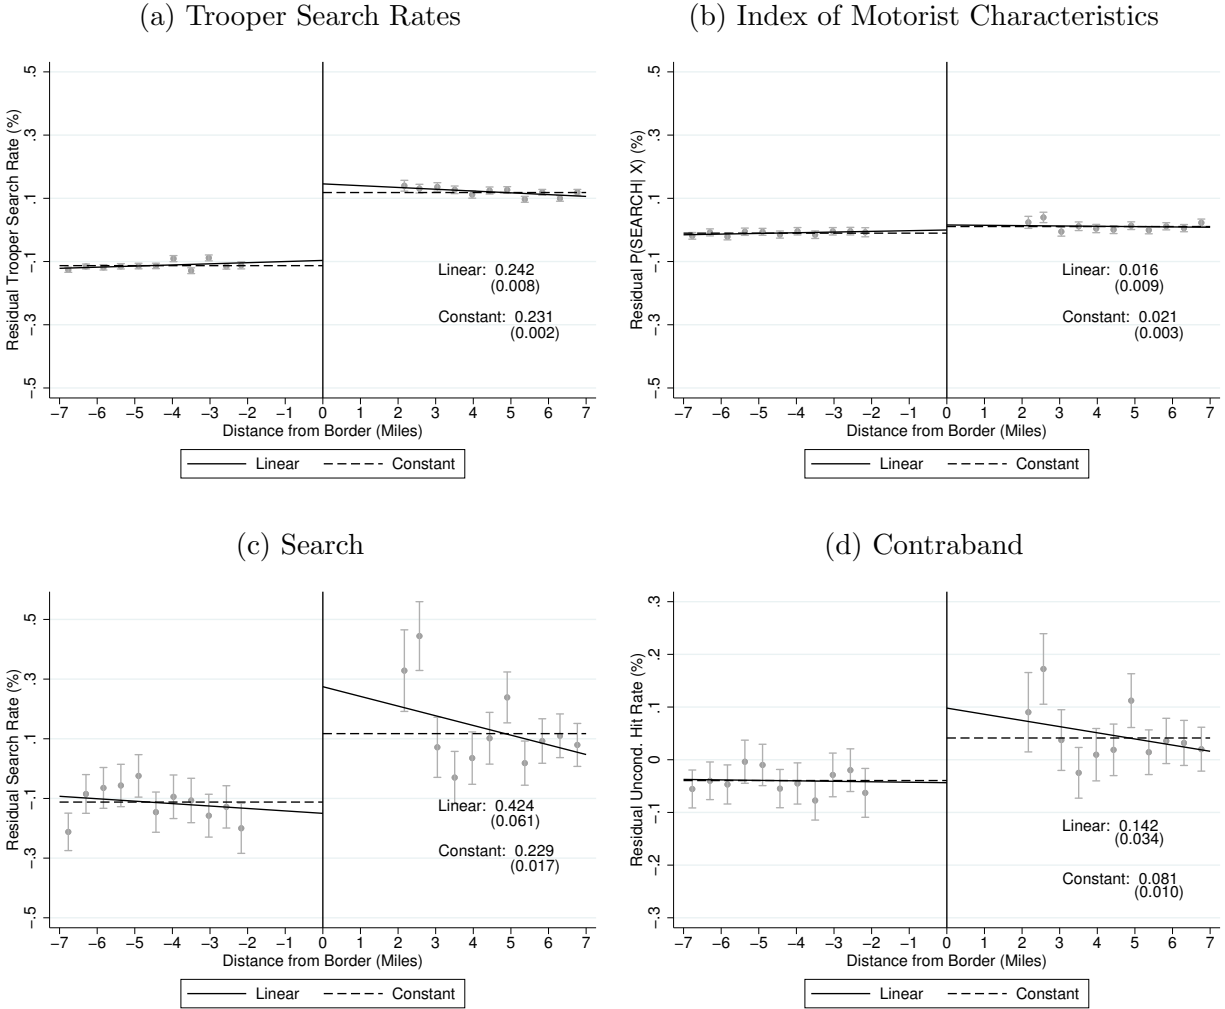 (a) Trooper Search Rates
Residual Trooper Search Rate (%)
.5
.3
.1
−.1
−.3
−.5
Linear: 0.242
(0.008)
Constant: 0.231
(0.002)
−7 −6 −5 −4 −3 −2 −1 0 1 2 3 4 5 6 7
Distance from Border (Miles)
Linear Constant
(b) Index of Motorist Characteristics
Residual P(SEARCH| X) (%)
.5
.3
.1
−.1
−.3
−.5
Linear: 0.016
(0.009)
Constant: 0.021
(0.003)
−7 −6 −5 −4 −3 −2 −1 0 1 2 3 4 5 6 7
Distance from Border (Miles)
Linear Constant
(c) Search
Residual Search Rate (%)
.5
.3
.1
−.1
−.3
−.5
Linear: 0.424
(0.061)
Constant: 0.229
(0.017)
−7 −6 −5 −4 −3 −2 −1 0 1 2 3 4 5 6 7
Distance from Border (Miles)
Linear Constant
(d) Contraband
Residual Uncond. Hit Rate (%)
.3
.2
.1
0
−.1
−.2
−.3
Linear: 0.142
(0.034)
Constant: 0.081
(0.010)
−7 −6 −5 −4 −3 −2 −1 0 1 2 3 4 5 6 7
Distance from Border (Miles)
Linear Constant